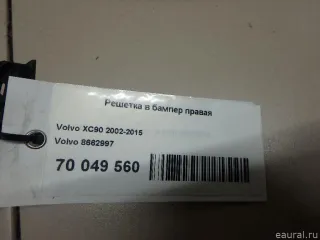 Решетка в бампер правая
Volvo XC90 2002-2015
Volvo 8662997
70 049 560
eaural.ru